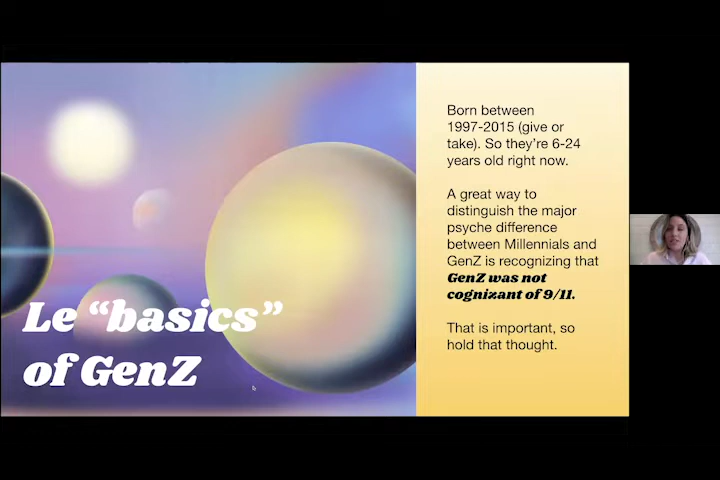 Le “basics”
of GenZ
Born between
1997-2015 (give or
take). So they’re 6-24
years old right now.
A great way to
distinguish the major
psyche difference
between Millennials and
GenZ is recognizing that
GenZ was not
cognizant of 9/11.
That is important, so
hold that thought.